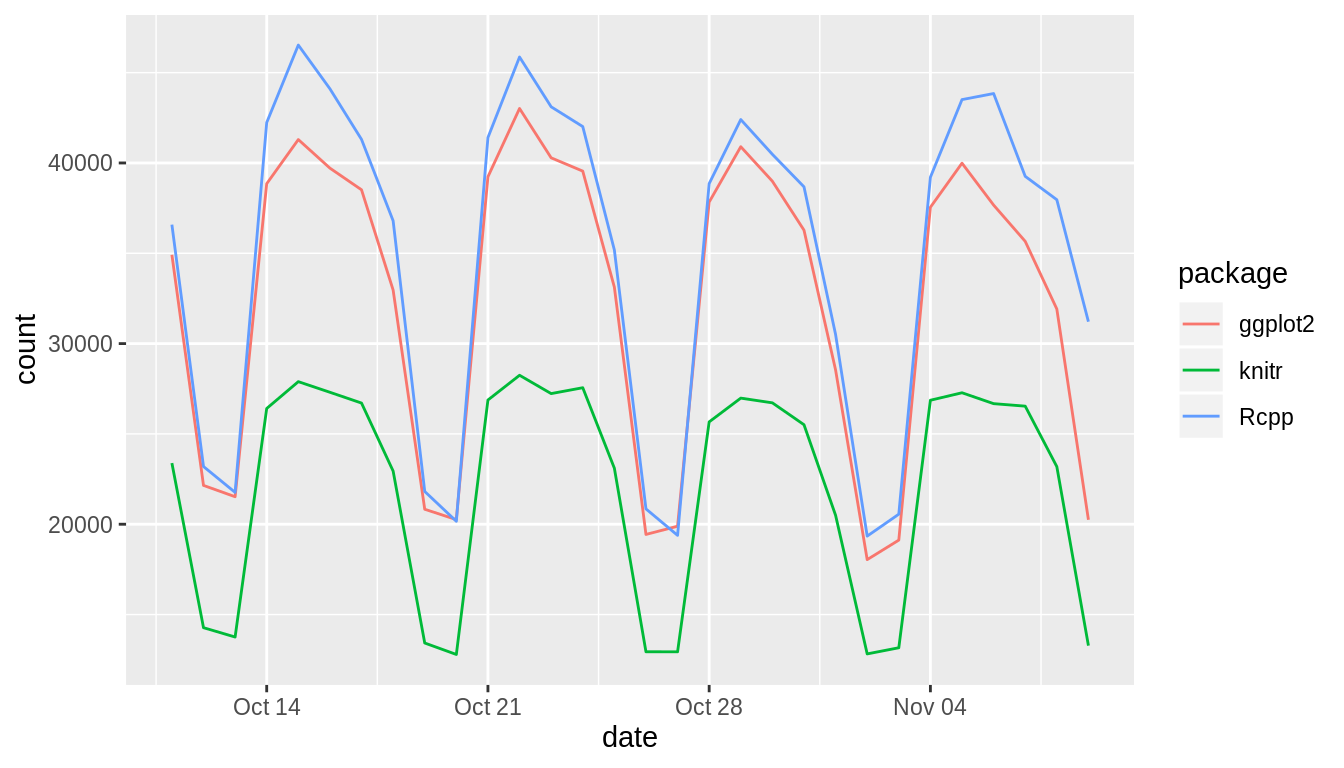 count
40000
30000
20000
Oct 14
Oct 21
Oct 28
Nov 04
date
package
ggplot2
knitr
Rcpp